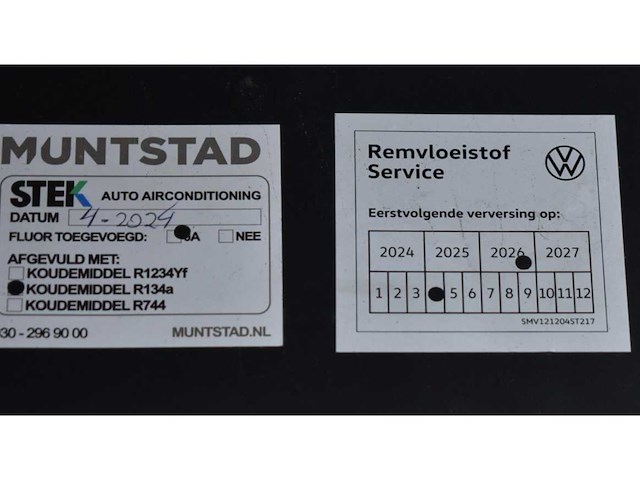 MUNTSTAD
STEK AUTO AIRCONDITIONING
DATUM 4-2024
FLUOR TOEGEVOEGD: JA NEE
AFGEVULD MET:
KOUDEMIDDEL R1234Yf
KOUDEMIDDEL R134a
KOUDEMIDDEL R744
30-296 90 00 MUNTSTAD.NL
Remvloeistof
Service
Eerstvolgende verversing op:
2024 2025 2026 2027
1 2 3 5 6 7 8 9 10 11 12
5MV121204ST217